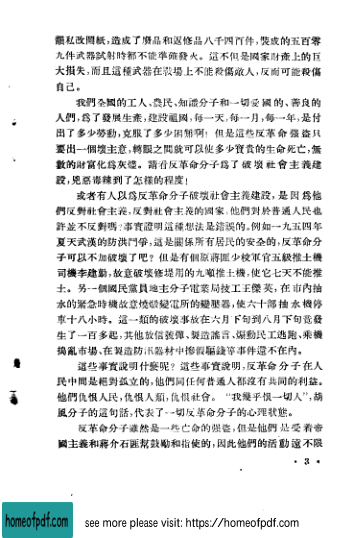 擅私改圖紙，造成了廢品和返修品八千四百件，裝成的五百零
九件武器試射時都不能準確發火。這不但是國家財產上的巨
大損失，而且這種武器在戰場上不能殺傷敵人，反而可能殺傷
自己。
我們全國的工人、農民、知識分子和一切愛國的、善良的
人們，爲了發展生產，建設祖國，每一天，每一月，每一年，是付
出了多少勞動，克服了多少困難啊！但是這些反革命强盜只
要出一個壞主意，轉眼之間就可以使多少寶貴的生命死亡，無
數的財富化爲灰燼。請看反革命分子爲了破壞社會主義建
設，兇惡毒辣到了怎樣的程度！
或者有人以爲反革命分子破壞社會主義建設，是因爲他
們反對社會主義，反對社會主義的國家，他們對於普通人民也
許並不反對嗎？事實證明這種想法是錯誤的。例如一九五四年
夏天武漢的防洪鬥爭，這是關係所有居民的安全的，反革命分
子可以不加破壞了吧？但是有個原蔣匪少校軍官五級推土機
司機李建勛，故意破壞修堤用的九噸推土機，使它七天不能推
土。另一個國民黨員地主分子電業局技工王傑英，在市內抽
水的緊急時機故意燒燬變電所的變壓器，使六十部抽水機停
車十八小時。這一類的破壞事故在六月下旬到八月下旬當發
生了一百多起，其他放信號彈、製造謠言、煽動民工逃跑、乘機
搗亂市場、在製造防汛器材中摻假騙錢等事件還不在內。
這些事實說明什麼呢？這些事實說明，反革命分子在人
民中間是絕對孤立的，他們同任何普通人都沒有共同的利益。
他們仇恨人民，仇恨人類，仇恨社會。“我幾乎恨一切人”，胡
風分子的這句話，代表了一切反革命分子的心理狀態。
反革命分子雖然是一些亡命的强盜，但是他們是受着帝
國主義和蔣介石匪幫鼓勵和指使的，因此他們的活動遠不限
• 3 •
homeofpdf.com
see more please visit: https://homeofpdf.com